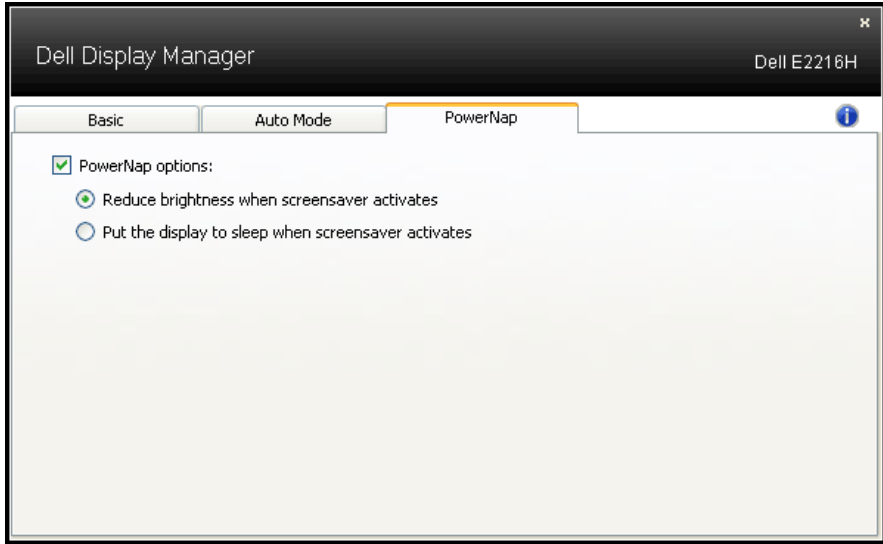 Dell Display Manager
Dell E2216H
Basic
Auto Mode
PowerNap
PowerNap options:
Reduce brightness when screensaver activates
Put the display to sleep when screensaver activates